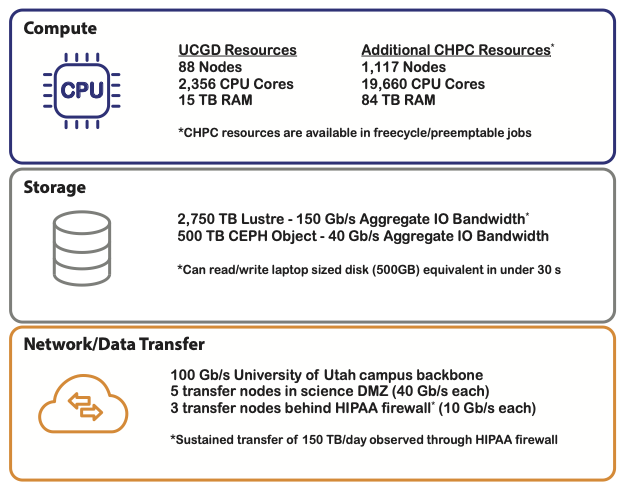 Compute
CPU
UCGD Resources
88 Nodes
2,356 CPU Cores
15 TB RAM
Additional CHPC Resources*
1,117 Nodes
19,660 CPU Cores
84 TB RAM
*CHPC resources are available in freecycle/preemptable jobs
Storage
2,750 TB Lustre - 150 Gb/s Aggregate IO Bandwidth*
500 TB CEPH Object - 40 Gb/s Aggregate IO Bandwidth
*Can read/write laptop sized disk (500GB) equivalent in under 30 s
Network/Data Transfer
100 Gb/s University of Utah campus backbone
5 transfer nodes in science DMZ (40 Gb/s each)
3 transfer nodes behind HIPAA firewall* (10 Gb/s each)
*Sustained transfer of 150 TB/day observed through HIPAA firewall